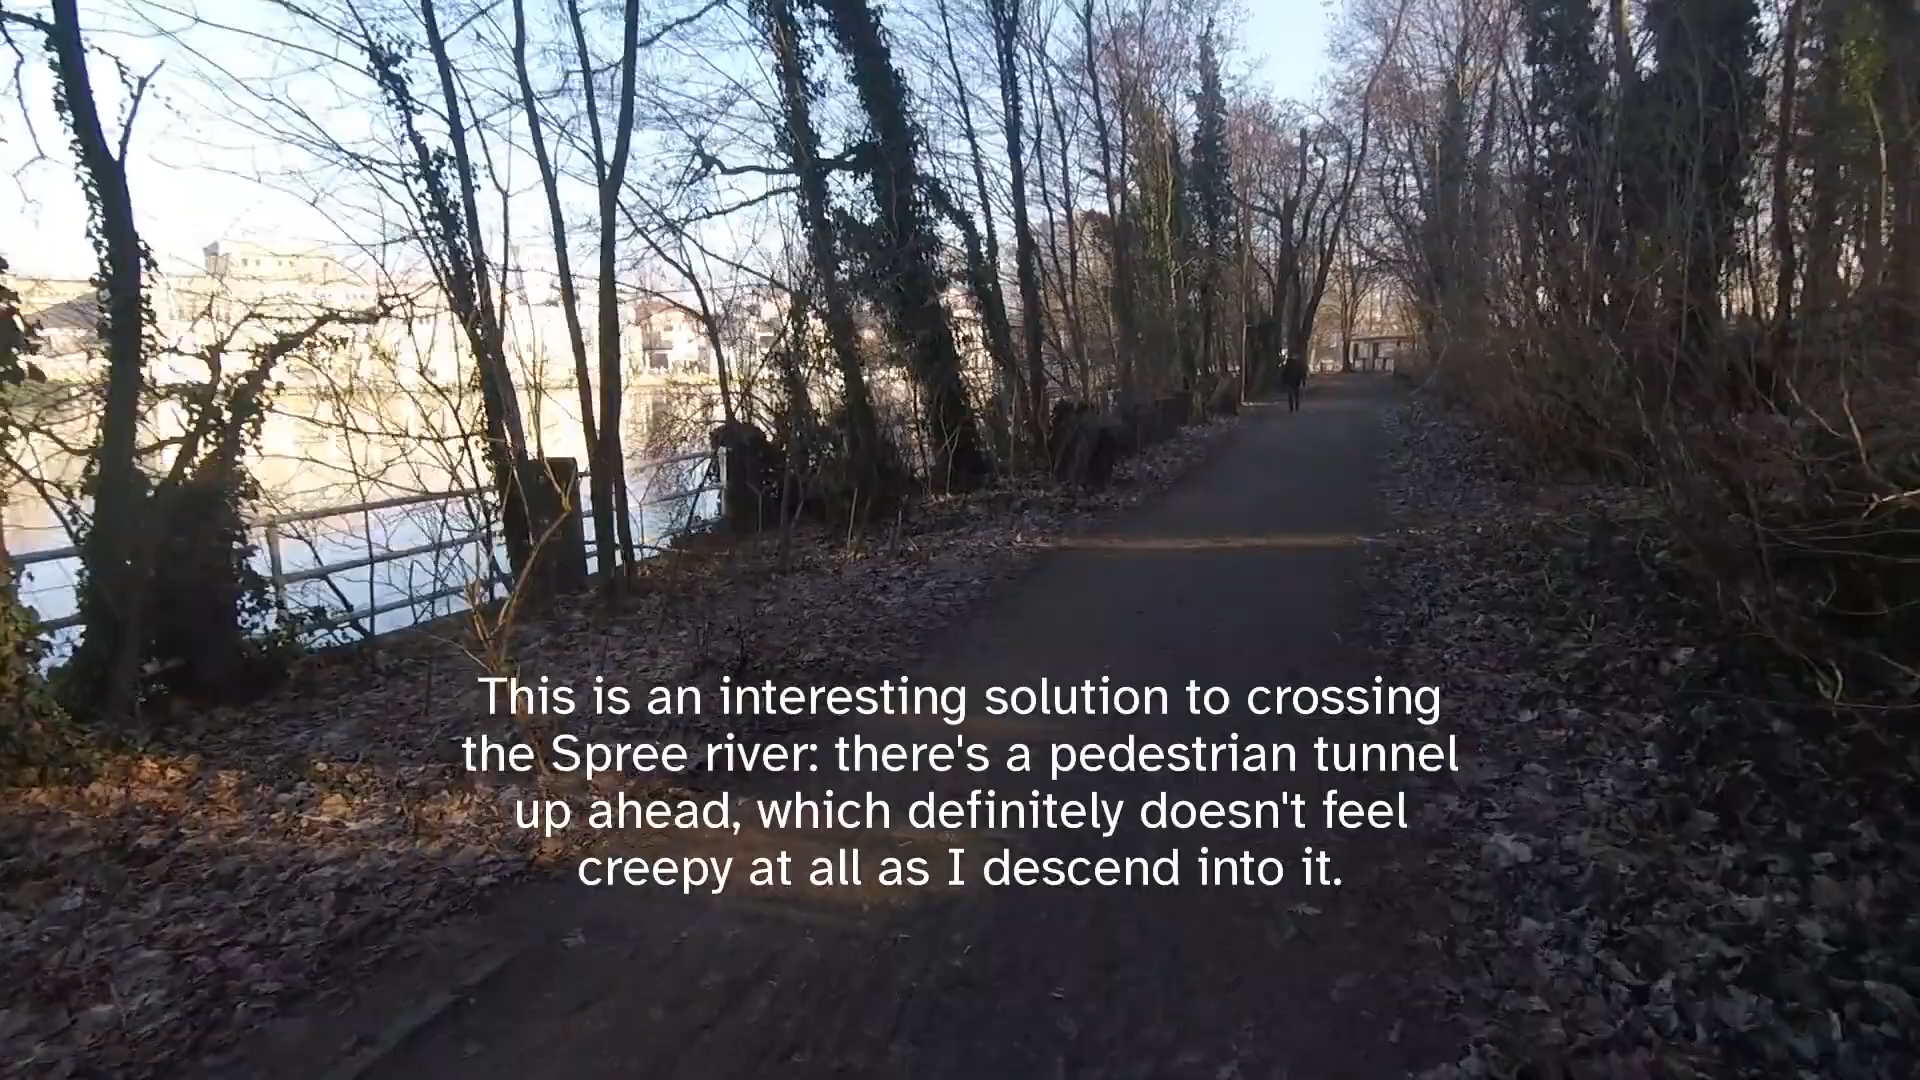 This is an interesting solution to crossing
the Spree river: there's a pedestrian tunnel
up ahead, which definitely doesn't feel
creepy at all as I descend into it.